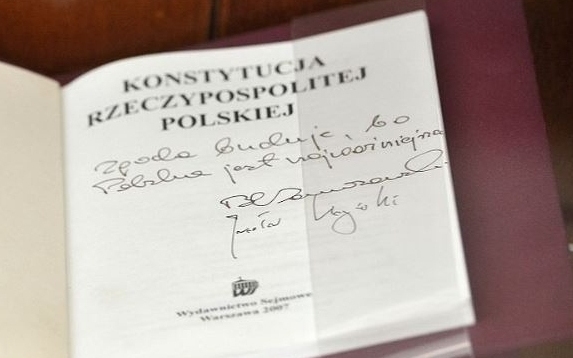 KONSTYTUCJA
RZECZYPOSPOLITEJ
POLSKIEJ
Zgoda buduje, bo
Polska jest najważniejsza
Wydawnictwo Sejmowe
Warszawa 2007